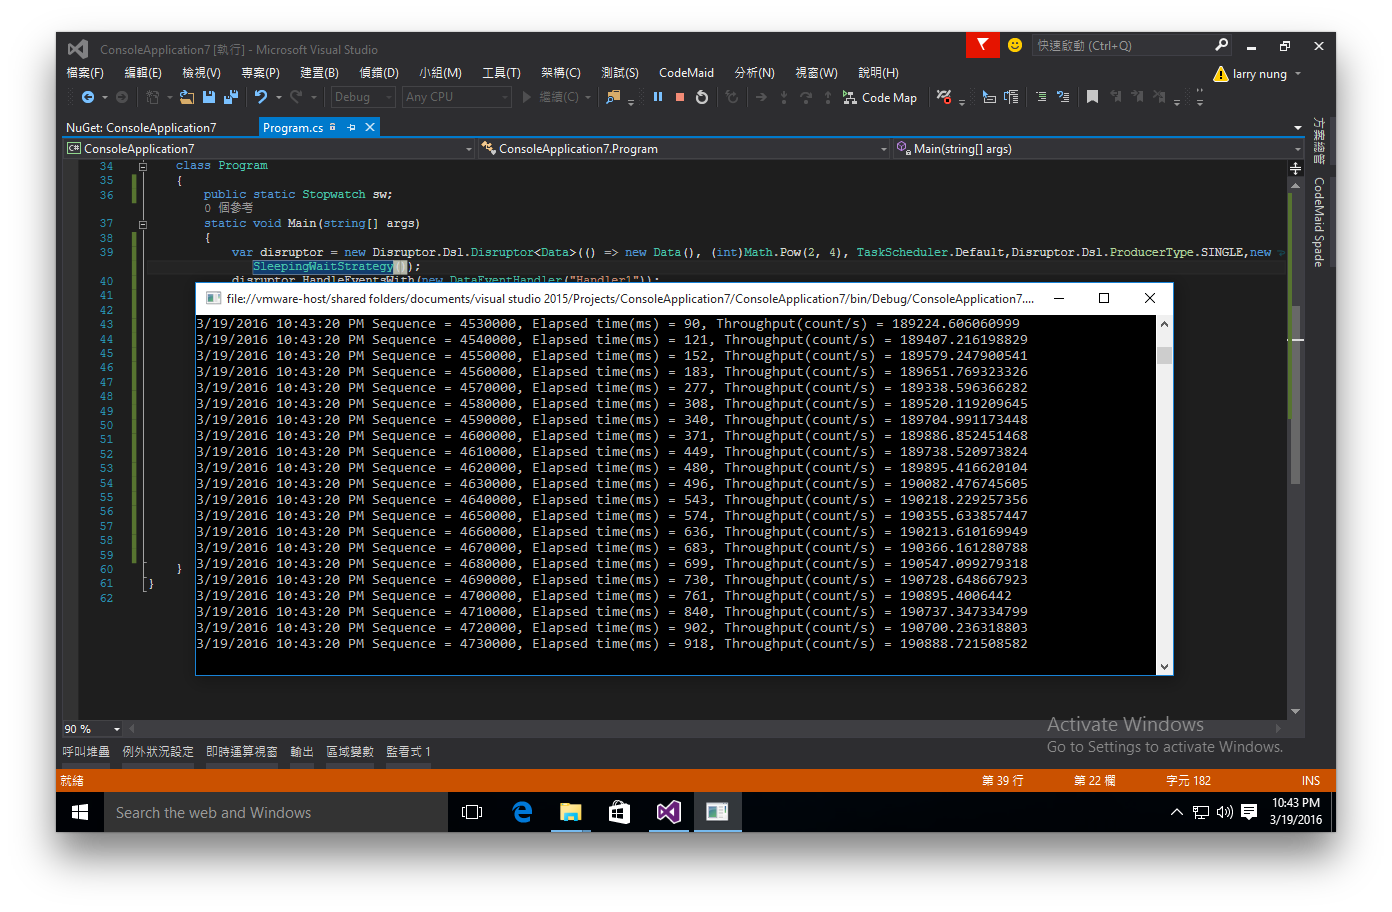 ConsoleApplication7 [執行] - Microsoft Visual Studio
快速啟動 (Ctrl+Q)
檔案(F) 編輯(E) 檢視(V) 專案(P) 建置(B) 偵錯(D) 小組(M) 工具(T) 架構(C) 測試(S) CodeMaid 分析(N) 視窗(W) 說明(H)
larry nung
Debug Any CPU 繼續(C) Code Map
NuGet: ConsoleApplication7 Program.cs
ConsoleApplication7 ConsoleApplication7.Program Main(string[] args)
方案總管
CodeMaid Spade
34 class Program
35 {
36 public static Stopwatch sw;
0 個參考
37 static void Main(string[] args)
38 {
39 var disruptor = new Disruptor.Dsl.Disruptor<Data>(() => new Data(), (int)Math.Pow(2, 4), TaskScheduler.Default,Disruptor.Dsl.ProducerType.SINGLE,new
SleepingWaitStrategy());
40 disruptor.HandleEventsWith(new DataEventHandler("Handler1"));
41
42
43
44
45
46
47
48
49
50
51
52
53
54
55
56
57
58
59
60 }
61 }
62
file://vmware-host/shared folders/documents/visual studio 2015/Projects/ConsoleApplication7/ConsoleApplication7/bin/Debug/ConsoleApplication7....
3/19/2016 10:43:20 PM Sequence = 4530000, Elapsed time(ms) = 90, Throughput(count/s) = 189224.606060999
3/19/2016 10:43:20 PM Sequence = 4540000, Elapsed time(ms) = 121, Throughput(count/s) = 189407.216198829
3/19/2016 10:43:20 PM Sequence = 4550000, Elapsed time(ms) = 152, Throughput(count/s) = 189579.247900541
3/19/2016 10:43:20 PM Sequence = 4560000, Elapsed time(ms) = 183, Throughput(count/s) = 189651.769323326
3/19/2016 10:43:20 PM Sequence = 4570000, Elapsed time(ms) = 277, Throughput(count/s) = 189338.596366282
3/19/2016 10:43:20 PM Sequence = 4580000, Elapsed time(ms) = 308, Throughput(count/s) = 189520.119209645
3/19/2016 10:43:20 PM Sequence = 4590000, Elapsed time(ms) = 340, Throughput(count/s) = 189704.991173448
3/19/2016 10:43:20 PM Sequence = 4600000, Elapsed time(ms) = 371, Throughput(count/s) = 189886.852451468
3/19/2016 10:43:20 PM Sequence = 4610000, Elapsed time(ms) = 449, Throughput(count/s) = 189738.520973824
3/19/2016 10:43:20 PM Sequence = 4620000, Elapsed time(ms) = 480, Throughput(count/s) = 189895.416620104
3/19/2016 10:43:20 PM Sequence = 4630000, Elapsed time(ms) = 496, Throughput(count/s) = 190082.476745605
3/19/2016 10:43:20 PM Sequence = 4640000, Elapsed time(ms) = 543, Throughput(count/s) = 190218.229257356
3/19/2016 10:43:20 PM Sequence = 4650000, Elapsed time(ms) = 574, Throughput(count/s) = 190355.633857447
3/19/2016 10:43:20 PM Sequence = 4660000, Elapsed time(ms) = 636, Throughput(count/s) = 190213.610169949
3/19/2016 10:43:20 PM Sequence = 4670000, Elapsed time(ms) = 683, Throughput(count/s) = 190366.161280788
3/19/2016 10:43:20 PM Sequence = 4680000, Elapsed time(ms) = 699, Throughput(count/s) = 190547.099279318
3/19/2016 10:43:20 PM Sequence = 4690000, Elapsed time(ms) = 730, Throughput(count/s) = 190728.648667923
3/19/2016 10:43:20 PM Sequence = 4700000, Elapsed time(ms) = 761, Throughput(count/s) = 190895.4006442
3/19/2016 10:43:20 PM Sequence = 4710000, Elapsed time(ms) = 840, Throughput(count/s) = 190737.347334799
3/19/2016 10:43:20 PM Sequence = 4720000, Elapsed time(ms) = 902, Throughput(count/s) = 190700.236318803
3/19/2016 10:43:20 PM Sequence = 4730000, Elapsed time(ms) = 918, Throughput(count/s) = 190888.721508582
90 %
Activate Windows
Go to Settings to activate Windows.
呼叫堆疊 例外狀況設定 即時運算視窗 輸出 區域變數 監看式 1
就緒 第 39 行 第 22 欄 字元 182 INS
Search the web and Windows
10:43 PM
3/19/2016